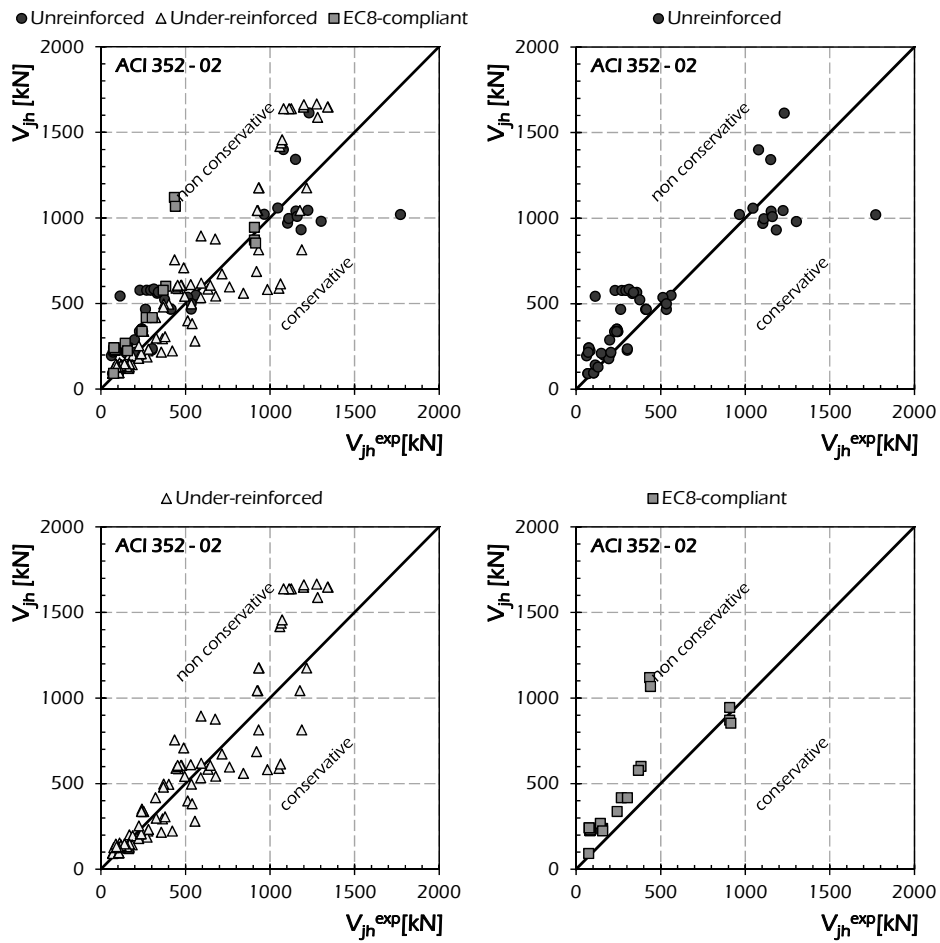 Unreinforced Under-reinforced EC8-compliant
ACI 352 - 02
V_jh [kN]
2000
1500
1000
500
0
non conservative
conservative
0 500 1000 1500 2000
V_jh^exp[kN]
Unreinforced
ACI 352 - 02
V_jh [kN]
2000
1500
1000
500
0
non conservative
conservative
0 500 1000 1500 2000
V_jh^exp[kN]
Under-reinforced
ACI 352 - 02
V_jh [kN]
2000
1500
1000
500
0
non conservative
conservative
0 500 1000 1500 2000
V_jh^exp[kN]
EC8-compliant
ACI 352 - 02
V_jh [kN]
2000
1500
1000
500
0
non conservative
conservative
0 500 1000 1500 2000
V_jh^exp[kN]